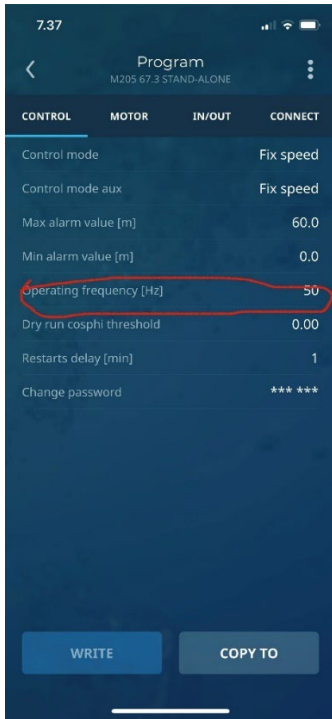 7.37
Program
M205 67.3 STAND-ALONE
CONTROL MOTOR IN/OUT CONNECT
Control mode Fix speed
Control mode aux Fix speed
Max alarm value [m] 60.0
Min alarm value [m] 0.0
Operating frequency [Hz] 50
Dry run cosphi threshold 0.00
Restarts delay [min] 1
Change password *** ***
WRITE COPY TO